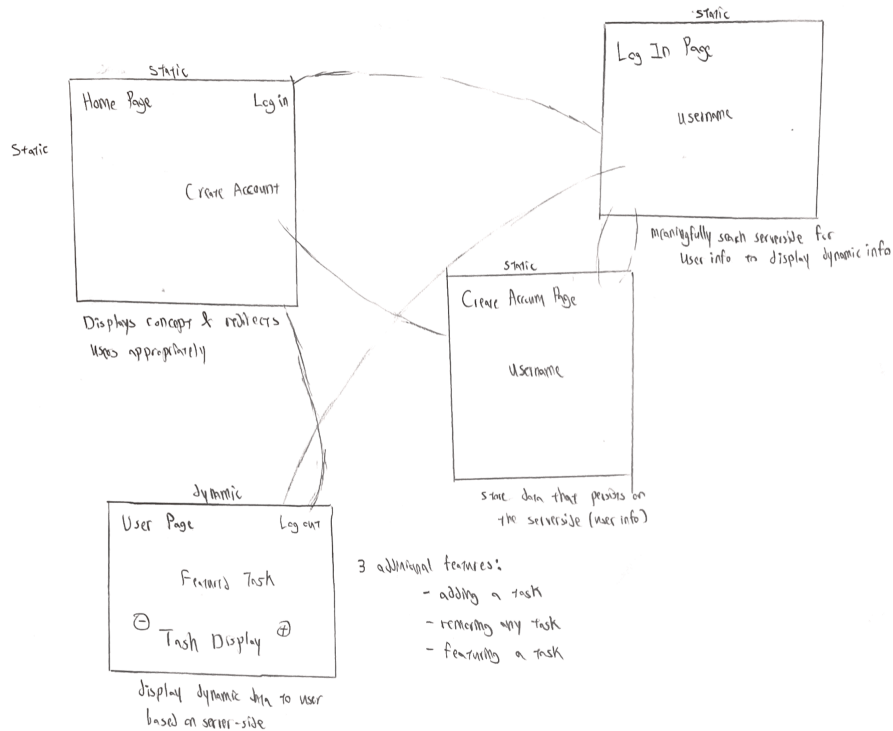 Static
Home Page
Log in
Static
Create Account
Displays concept & redirects
users appropriately
Static
Log In Page
Username
meaningfully search serverside for
User info to display dynamic info
Static
Create Account Page
Username
Store data that persists on
the serverside (user info)
dynamic
User Page
Log out
Featured Task
- Task Display +
display dynamic data to user
based on server-side
3 additional features:
- adding a task
- removing any task
- featuring a task